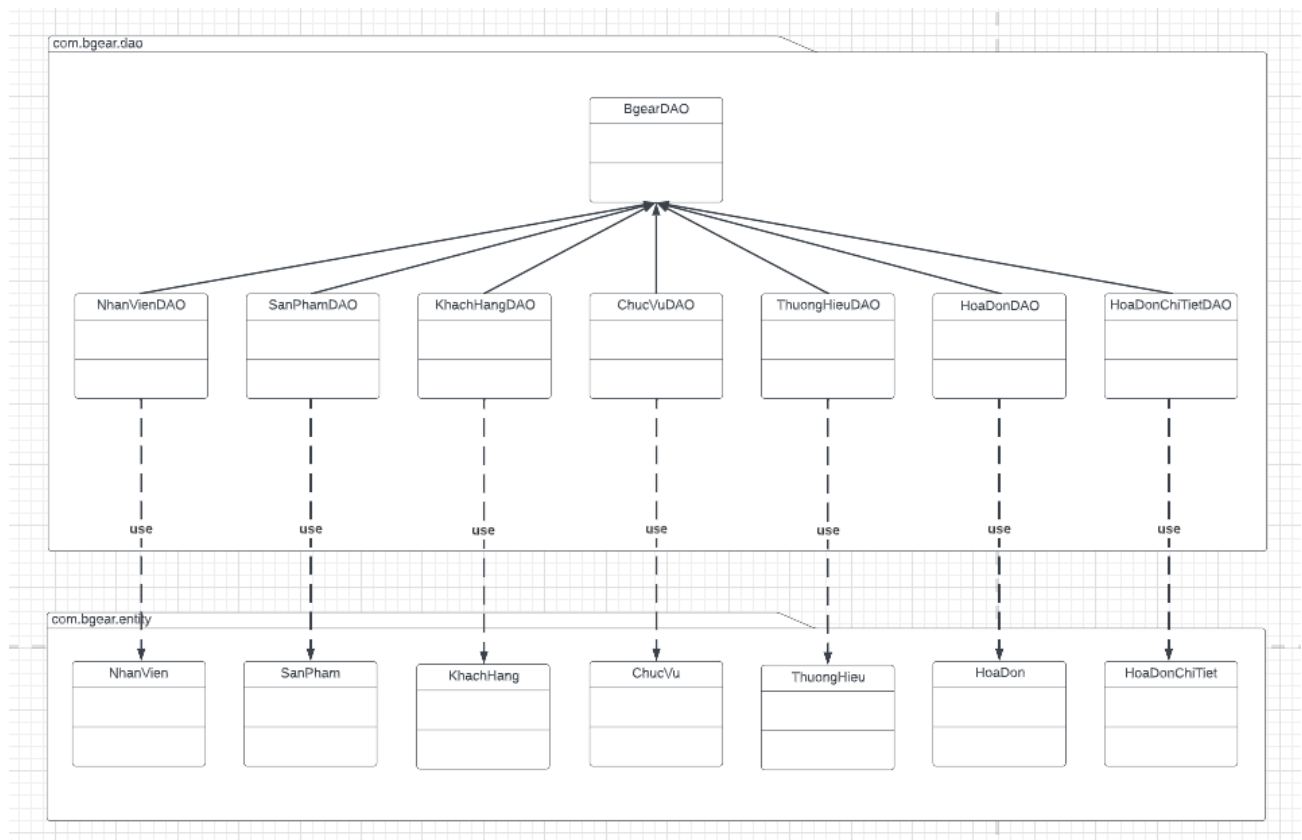 com.bgear.dao
BgearDAO
NhanVienDAO
SanPhamDAO
KhachHangDAO
ChucVuDAO
ThuongHieuDAO
HoaDonDAO
HoaDonChiTietDAO
use
use
use
use
use
use
use
com.bgear.entity
NhanVien
SanPham
KhachHang
ChucVu
ThuongHieu
HoaDon
HoaDonChiTiet